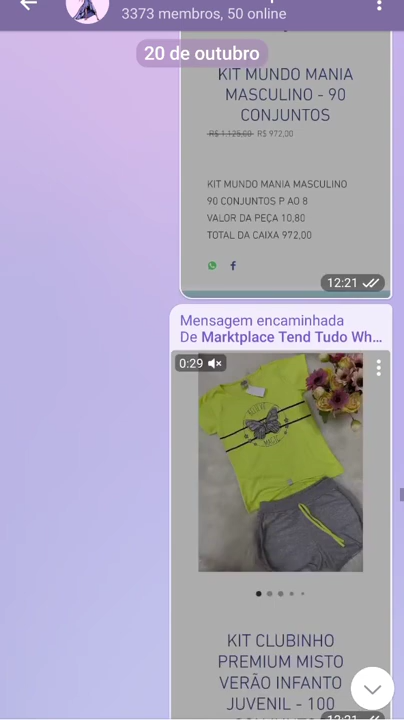 3373 membros, 50 online
20 de outubro
KIT MUNDO MANIA
MASCULINO - 90
CONJUNTOS
R$ 1.125,00 R$ 972,00
KIT MUNDO MANIA MASCULINO
90 CONJUNTOS P AO 8
VALOR DA PEÇA 10,80
TOTAL DA CAIXA 972,00
12:21
Mensagem encaminhada
De Marktplace Tend Tudo Wh...
0:29
KIT CLUBINHO
PREMIUM MISTO
VERÃO INFANTO
JUVENIL - 100